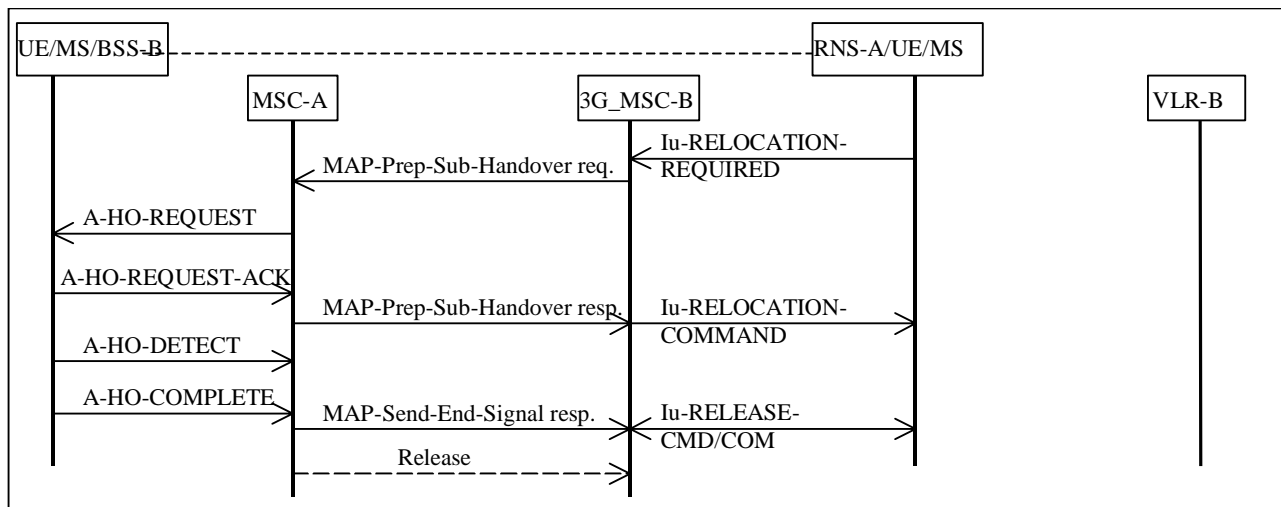 UE/MS/BSS-B
RNS-A/UE/MS
MSC-A
3G_MSC-B
VLR-B
Iu-RELOCATION-
REQUIRED
MAP-Prep-Sub-Handover req.
A-HO-REQUEST
A-HO-REQUEST-ACK
MAP-Prep-Sub-Handover resp.
Iu-RELOCATION-
COMMAND
A-HO-DETECT
A-HO-COMPLETE
MAP-Send-End-Signal resp.
Iu-RELEASE-
CMD/COM
Release